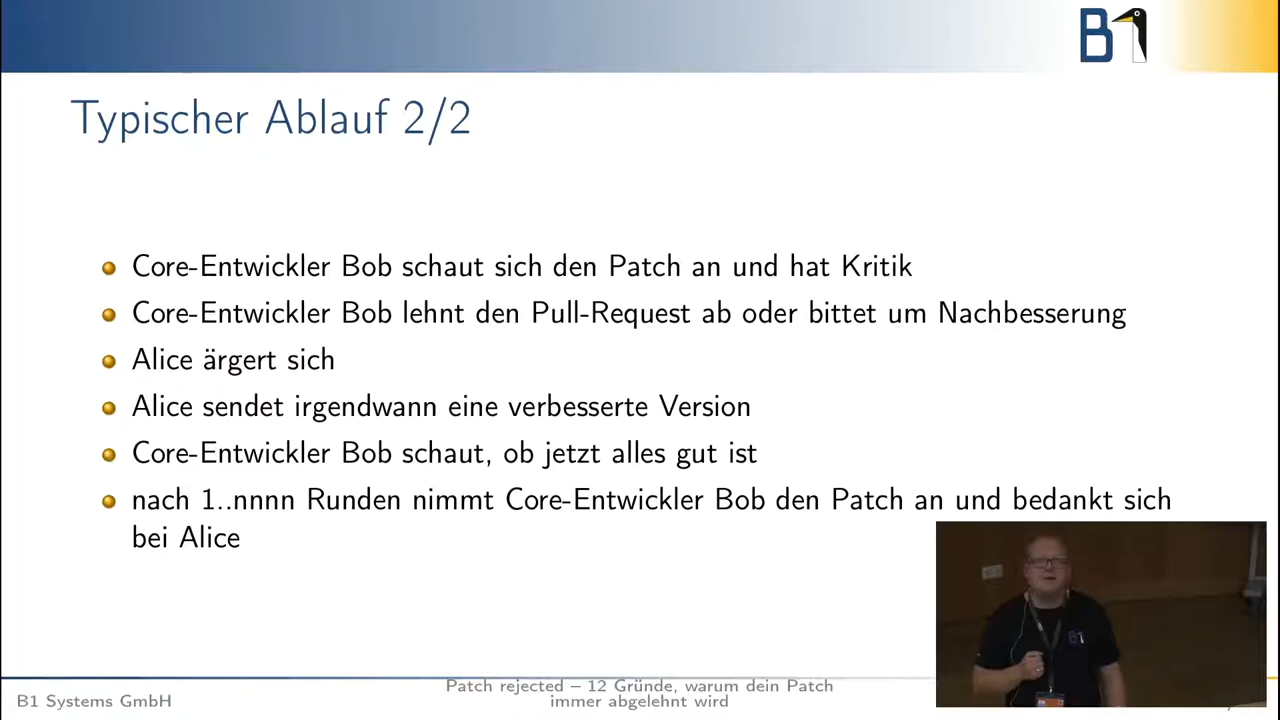 B1
Typischer Ablauf 2/2
Core-Entwickler Bob schaut sich den Patch an und hat Kritik
Core-Entwickler Bob lehnt den Pull-Request ab oder bittet um Nachbesserung
Alice ärgert sich
Alice sendet irgendwann eine verbesserte Version
Core-Entwickler Bob schaut, ob jetzt alles gut ist
nach 1..nnnn Runden nimmt Core-Entwickler Bob den Patch an und bedankt sich
bei Alice
B1
B1 Systems GmbH
Patch rejected – 12 Gründe, warum dein Patch
immer abgelehnt wird